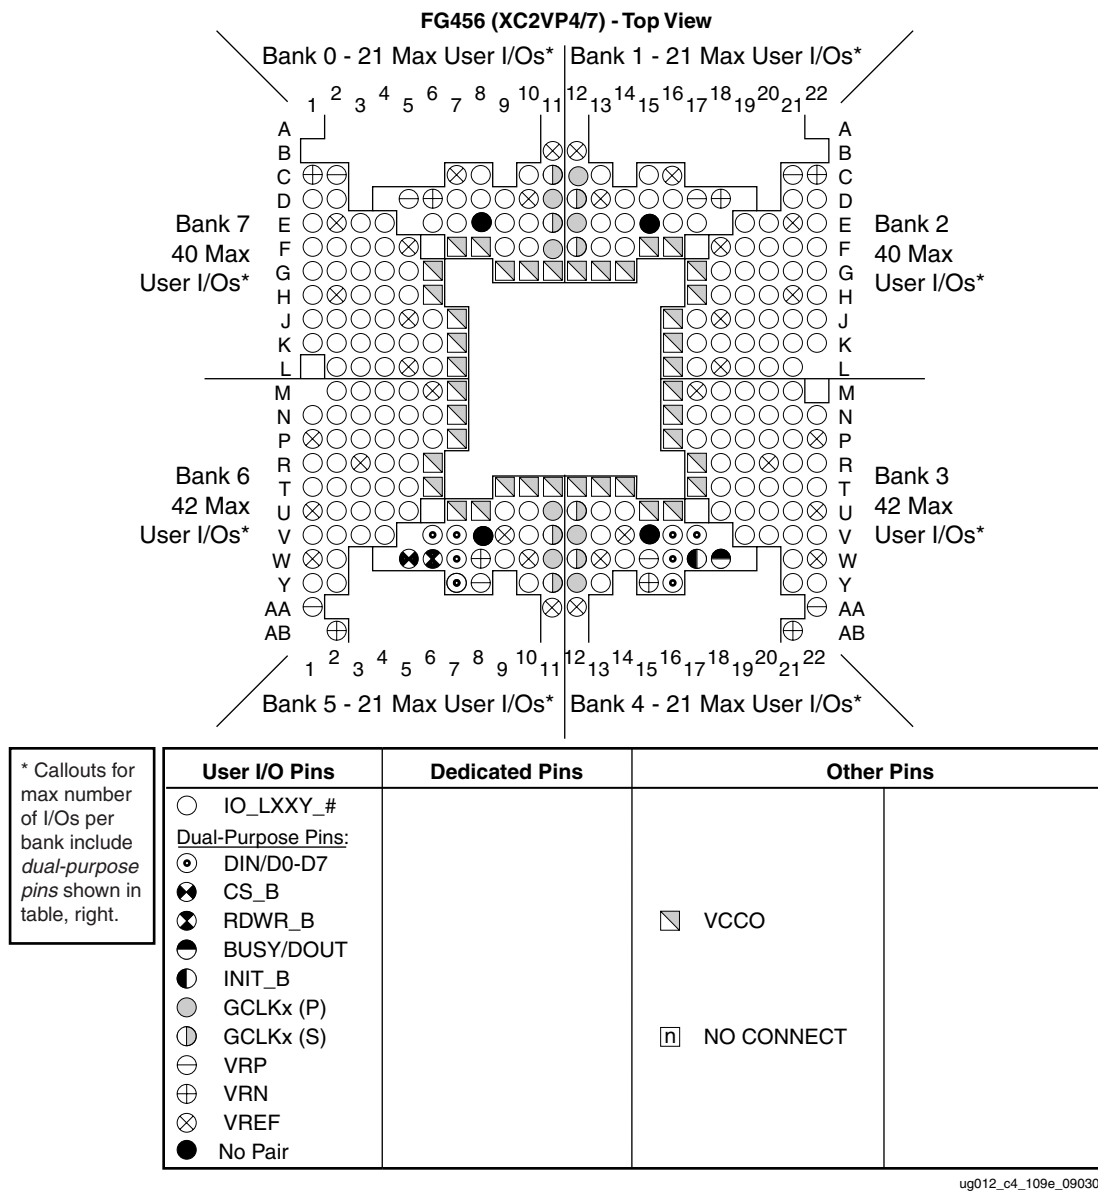 FG456 (XC2VP4/7) - Top View
Bank 0 - 21 Max User I/Os* Bank 1 - 21 Max User I/Os*
1 2 3 4 5 6 7 8 9 10 11 12 13 14 15 16 17 18 19 20 21 22
A A
B B
C C
D D
Bank 7 E E Bank 2
40 Max F F 40 Max
User I/Os* G G User I/Os*
H H
J J
K K
L L
M M
N N
P P
Bank 6 R R Bank 3
42 Max T T 42 Max
User I/Os* U U User I/Os*
V V
W W
Y Y
AA AA
AB AB
1 2 3 4 5 6 7 8 9 10 11 12 13 14 15 16 17 18 19 20 21 22
Bank 5 - 21 Max User I/Os* Bank 4 - 21 Max User I/Os*
* Callouts for
max number
of I/Os per
bank include
dual-purpose
pins shown in
table, right.
User I/O Pins Dedicated Pins Other Pins
IO_LXXY_#
Dual-Purpose Pins:
DIN/D0-D7
CS_B
RDWR_B VCCO
BUSY/DOUT
INIT_B
GCLKx (P)
GCLKx (S) n NO CONNECT
VRP
VRN
VREF
No Pair
ug012_c4_109e_09030